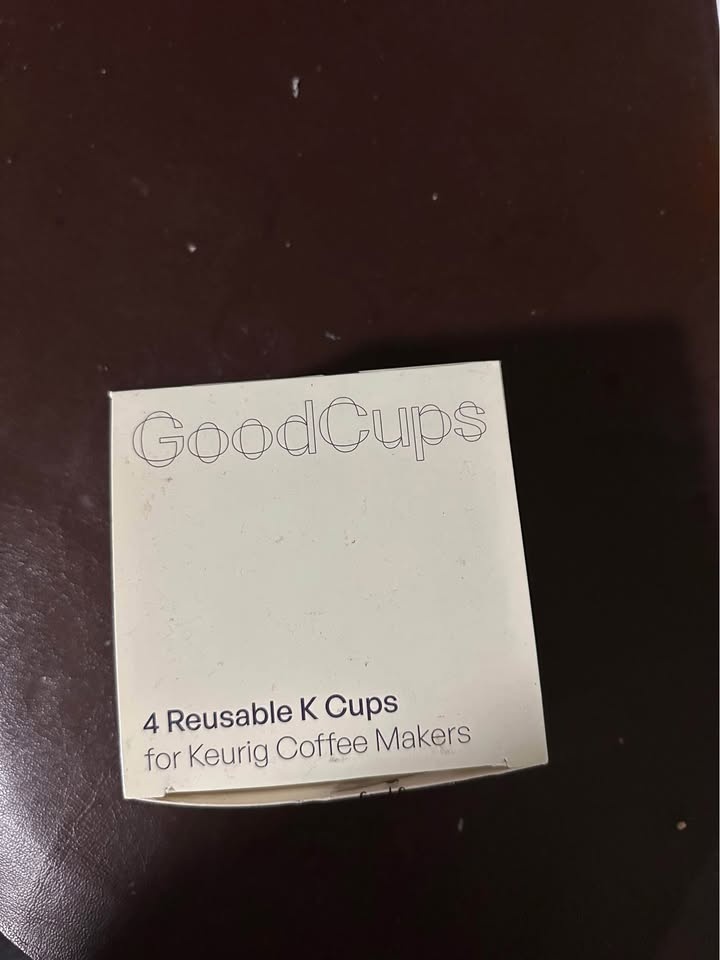 GoodCups
4 Reusable K Cups
for Keurig Coffee Makers